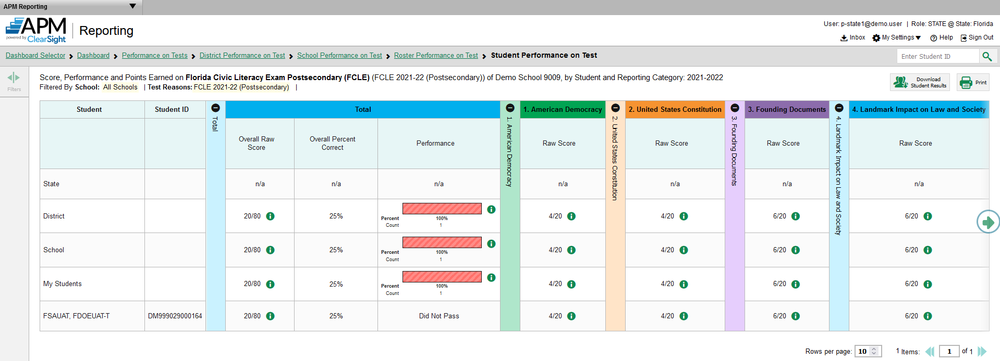 APM Reporting
APM
powered by ClearSight
Reporting
User: p-state1@demo.user | Role: STATE @ State: Florida
Inbox My Settings Help Sign Out
Dashboard Selector Dashboard Performance on Tests District Performance on Test School Performance on Test Roster Performance on Test Student Performance on Test
Enter Student ID
Filters
Score, Performance and Points Earned on Florida Civic Literacy Exam Postsecondary (FCLE) (FCLE 2021-22 (Postsecondary)) of Demo School 9009, by Student and Reporting Category: 2021-2022
Filtered By School: All Schools | Test Reasons: FCLE 2021-22 (Postsecondary) |
Download Student Results
Print
Student Student ID Total Total 1. American Democracy 1. American Democracy 2. United States Constitution 2. United States Constitution 3. Founding Documents 3. Founding Documents 4. Landmark Impact on Law and Society 4. Landmark Impact on Law and Society
Overall Raw Score Overall Percent Correct Performance Raw Score Raw Score Raw Score Raw Score
State n/a n/a n/a n/a n/a n/a n/a
District 20/80 25% Percent 100% Count 1 4/20 4/20 6/20 6/20
School 20/80 25% Percent 100% Count 1 4/20 4/20 6/20 6/20
My Students 20/80 25% Percent 100% Count 1 4/20 4/20 6/20 6/20
FSAUAT, FDOEUAT-T DM999029000164 20/80 25% Did Not Pass 4/20 4/20 6/20 6/20
Rows per page: 10 1 Items: 1 of 1